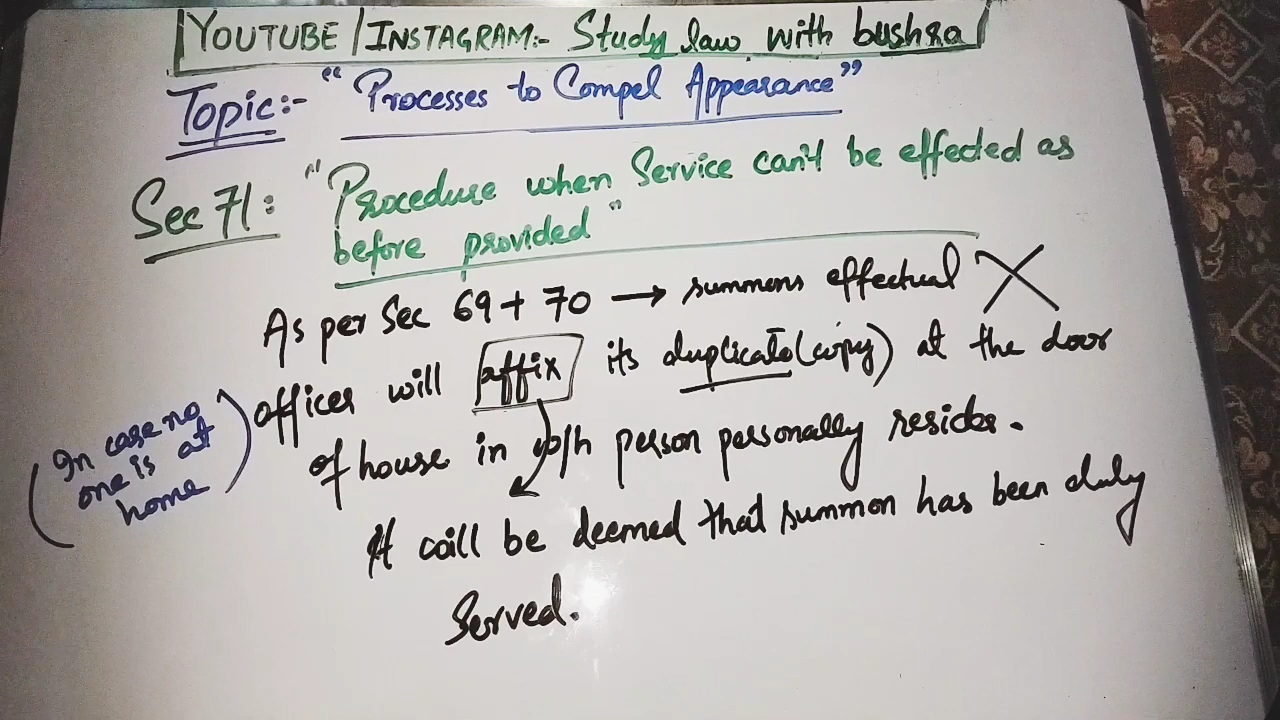 YOUTUBE/INSTAGRAM:- Study law with bushra
Topic:- "Processes to Compel Appearance"
Sec 71: "Procedure when Service can't be effected as
before provided"
As per Sec 69 + 70 → summons effectual X
officer will affix its duplicate (copy) at the door
(In case no
one is at
home)
of house in w/h person personally resides.
It will be deemed that summon has been duly
Served.